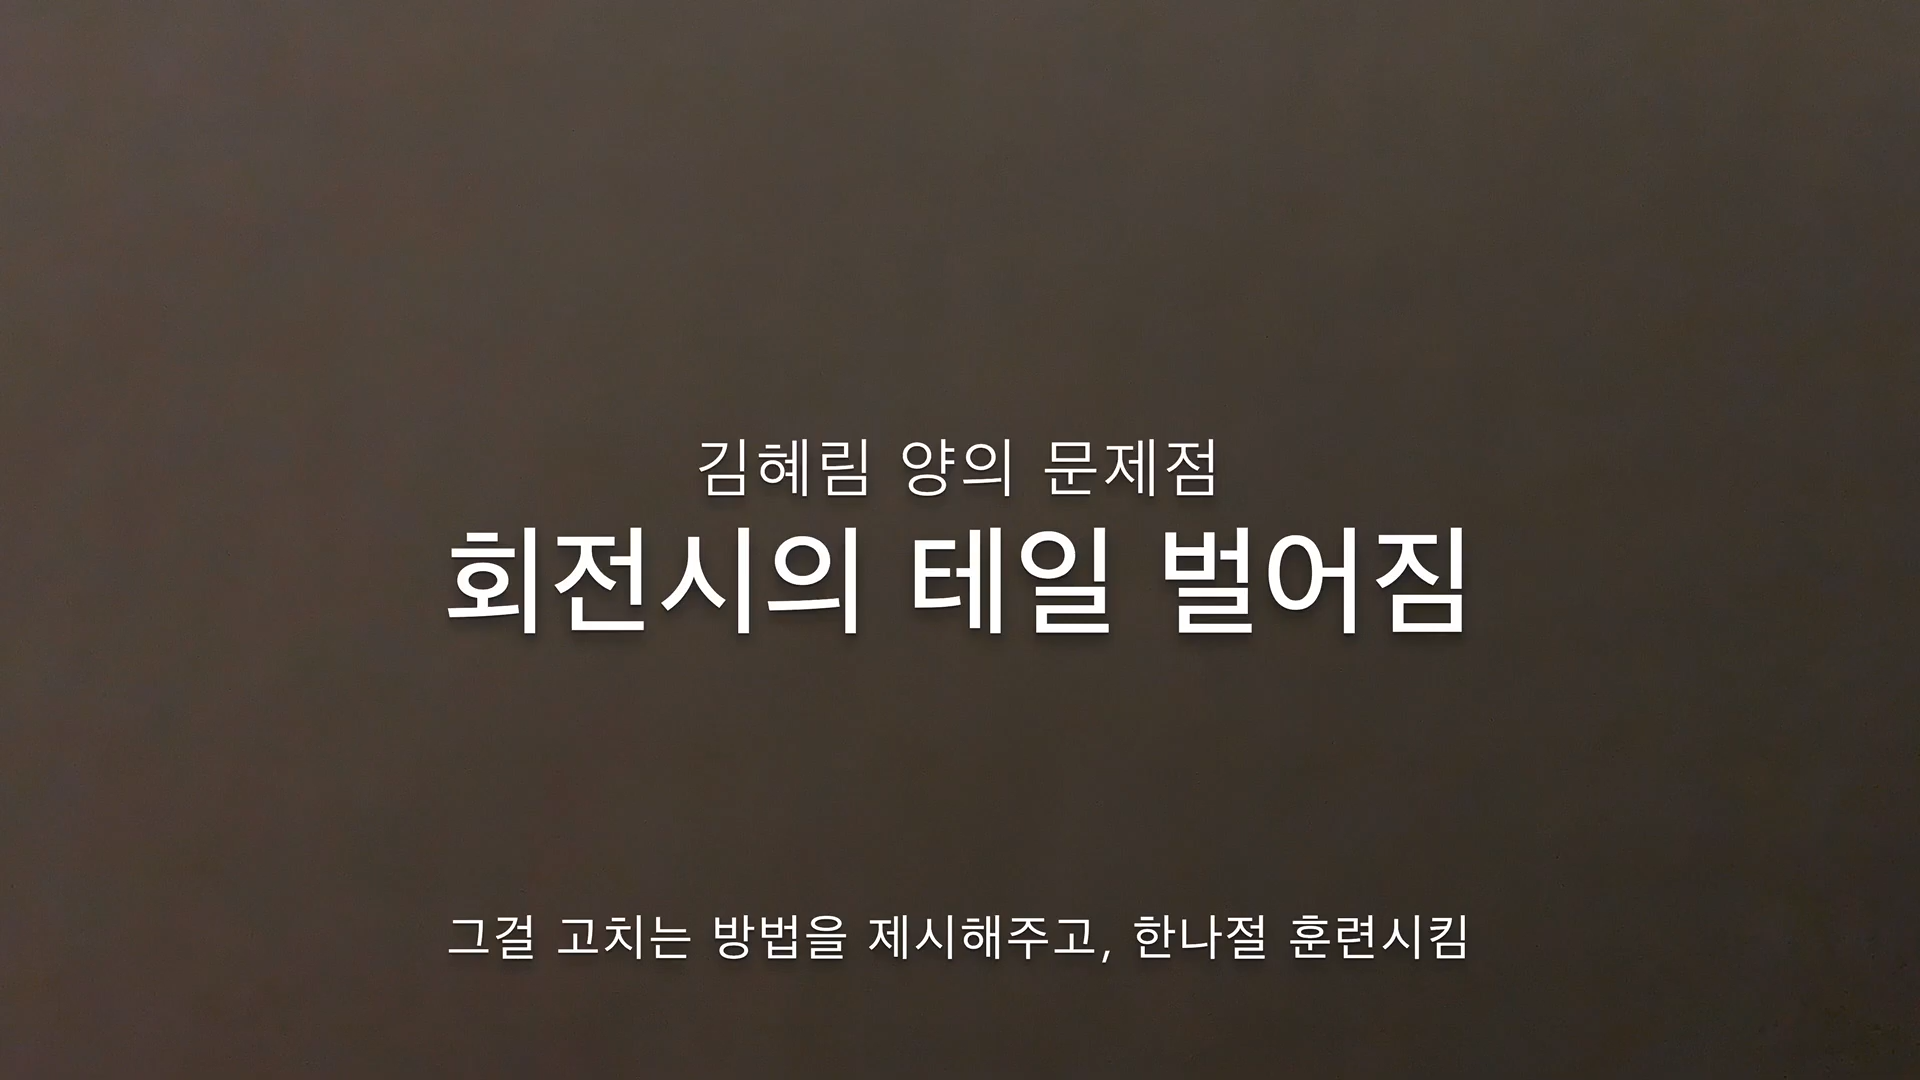 김혜림 양의 문제점
회전시의 테일 벌어짐
그걸 고치는 방법을 제시해주고, 한나절 훈련시킴